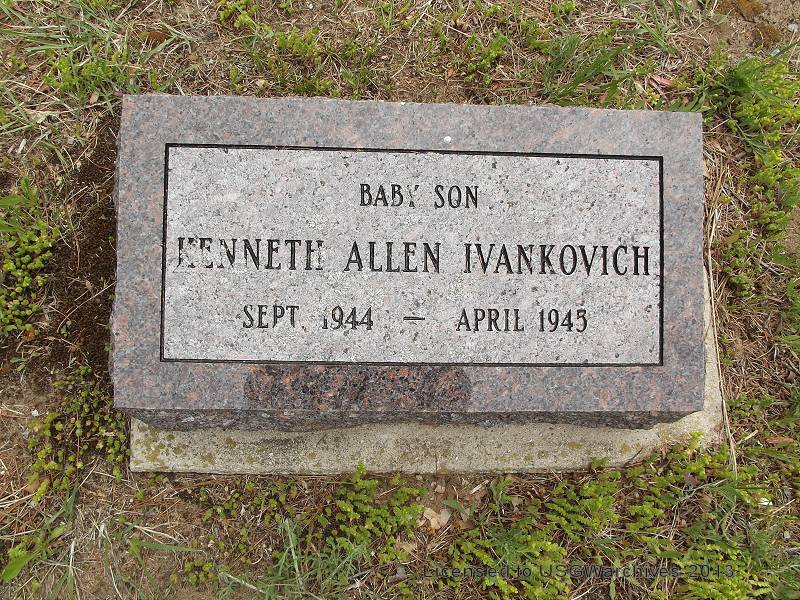 BABY SON
KENNETH ALLEN IVANKOVICH
SEPT. 1944 — APRIL 1945
Licensed to USGWarchives 2013